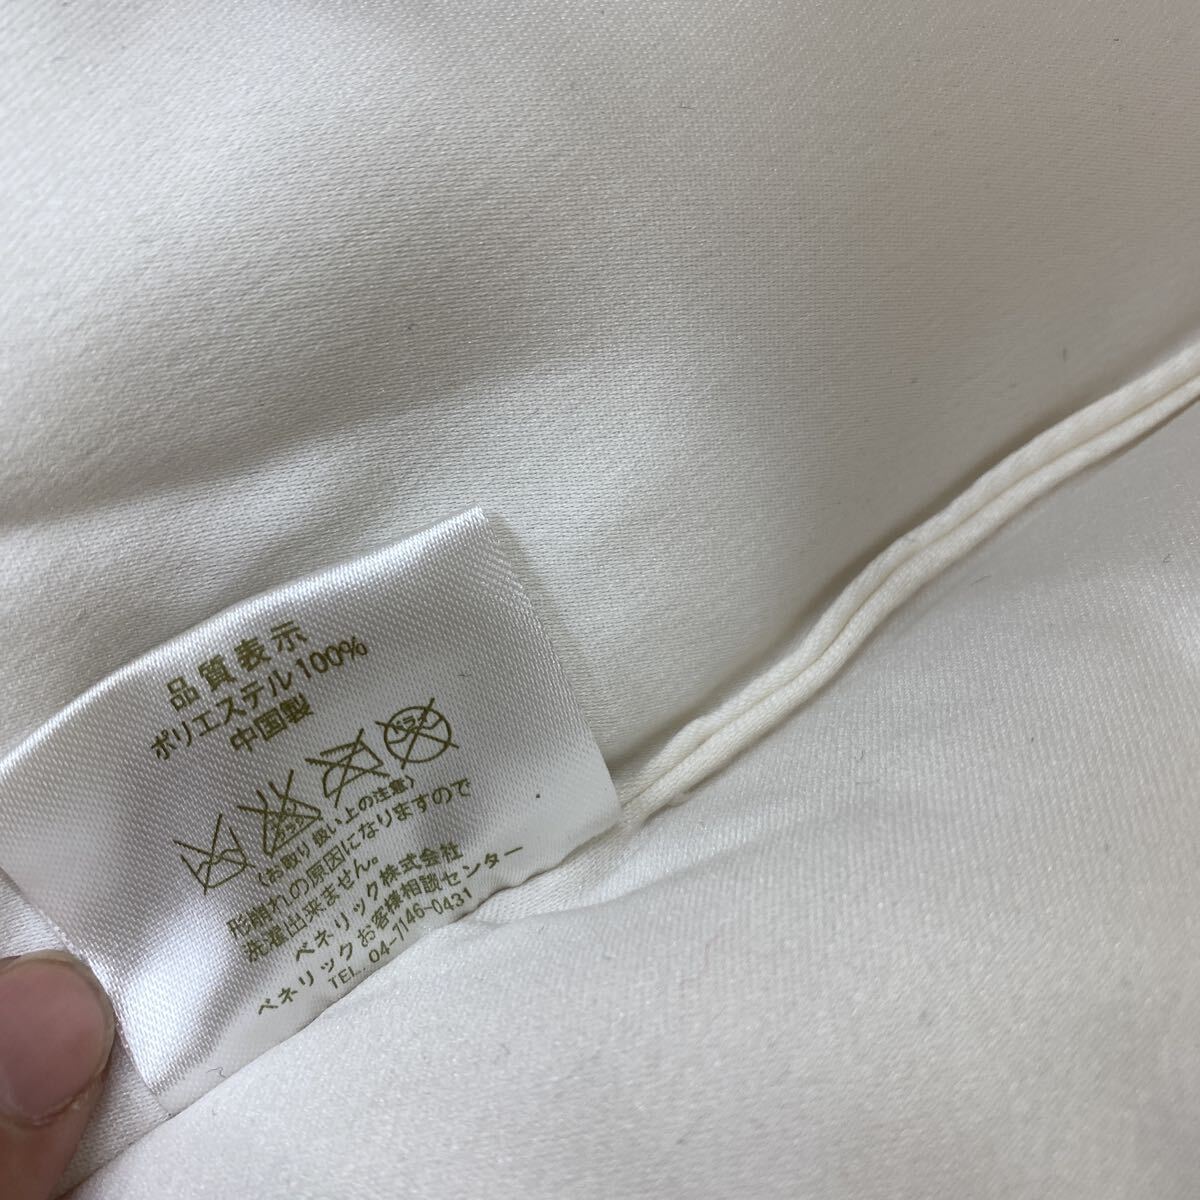 品質表示
ポリエステル100%
中国製
ドライ
(お取り扱い上の注意)
形崩れの原因になりますので
洗濯出来ません。
ベネリック株式会社
ベネリックお客様相談センター
TEL. 04-7146-0431